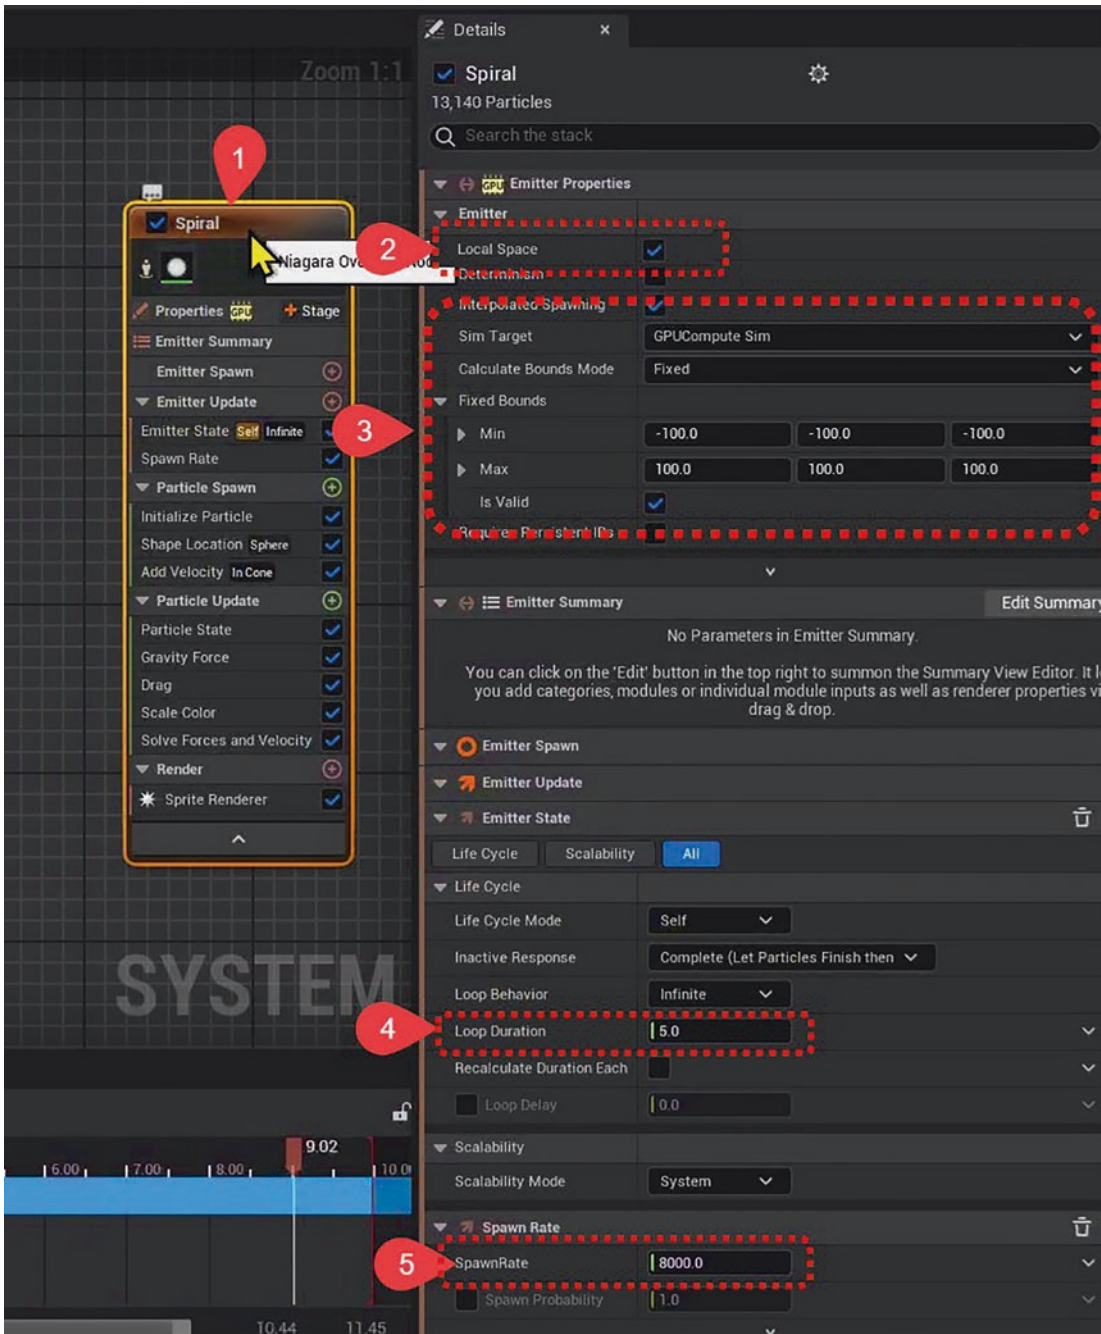 Details
Zoom 1:1
Spiral
13,140 Particles
Search the stack
1
GPU Emitter Properties
Emitter
Spiral
2
Local Space
Niagara Ov
Determinism
Interpolated Spawning
Properties GPU + Stage
Sim Target GPUCompute Sim
Emitter Summary
Calculate Bounds Mode Fixed
Emitter Spawn
Emitter Update
Fixed Bounds
3
Emitter State Self Infinite
Min -100.0 -100.0 -100.0
Spawn Rate
Max 100.0 100.0 100.0
Particle Spawn
Is Valid
Initialize Particle
Requires Persistent IDs
Shape Location Sphere
Add Velocity In Cone
Particle Update
Emitter Summary Edit Summary
Particle State
No Parameters in Emitter Summary.
Gravity Force
You can click on the 'Edit' button in the top right to summon the Summary View Editor. It l
Drag
you add categories, modules or individual module inputs as well as renderer properties vi
Scale Color
drag & drop.
Solve Forces and Velocity
Emitter Spawn
Render
Emitter Update
Sprite Renderer
Emitter State
Life Cycle Scalability All
Life Cycle
Life Cycle Mode Self
Inactive Response Complete (Let Particles Finish then
SYSTEM
Loop Behavior Infinite
4
Loop Duration 5.0
Recalculate Duration Each
Loop Delay 0.0
9.02
Scalability
6.00 7.00 8.00 10.0
Scalability Mode System
Spawn Rate
5
SpawnRate 8000.0
Spawn Probability 1.0
10.44 11.45